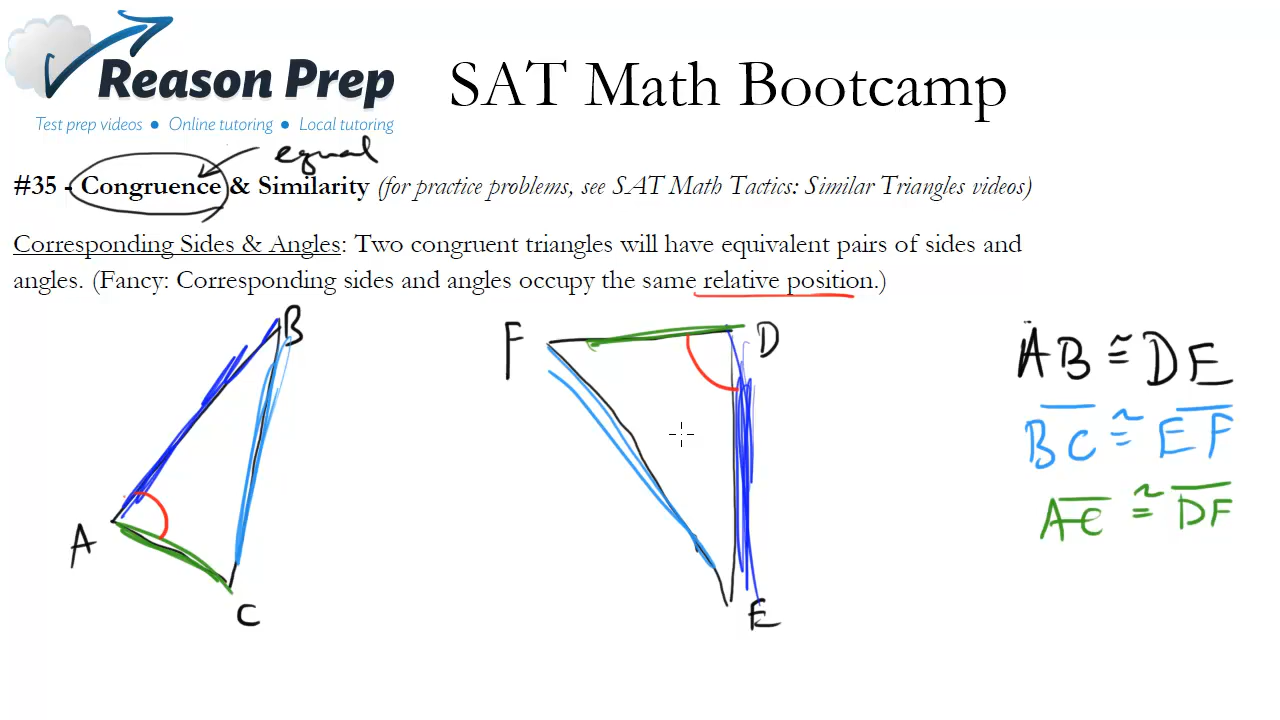 Reason Prep
SAT Math Bootcamp
Test prep videos ● Online tutoring ● Local tutoring
equal
#35 - Congruence & Similarity (for practice problems, see SAT Math Tactics: Similar Triangles videos)
Corresponding Sides & Angles: Two congruent triangles will have equivalent pairs of sides and
angles. (Fancy: Corresponding sides and angles occupy the same relative position.)
B
F
D
AB ≅ DE
BC ≅ EF
AC ≅ DF
A
C
E